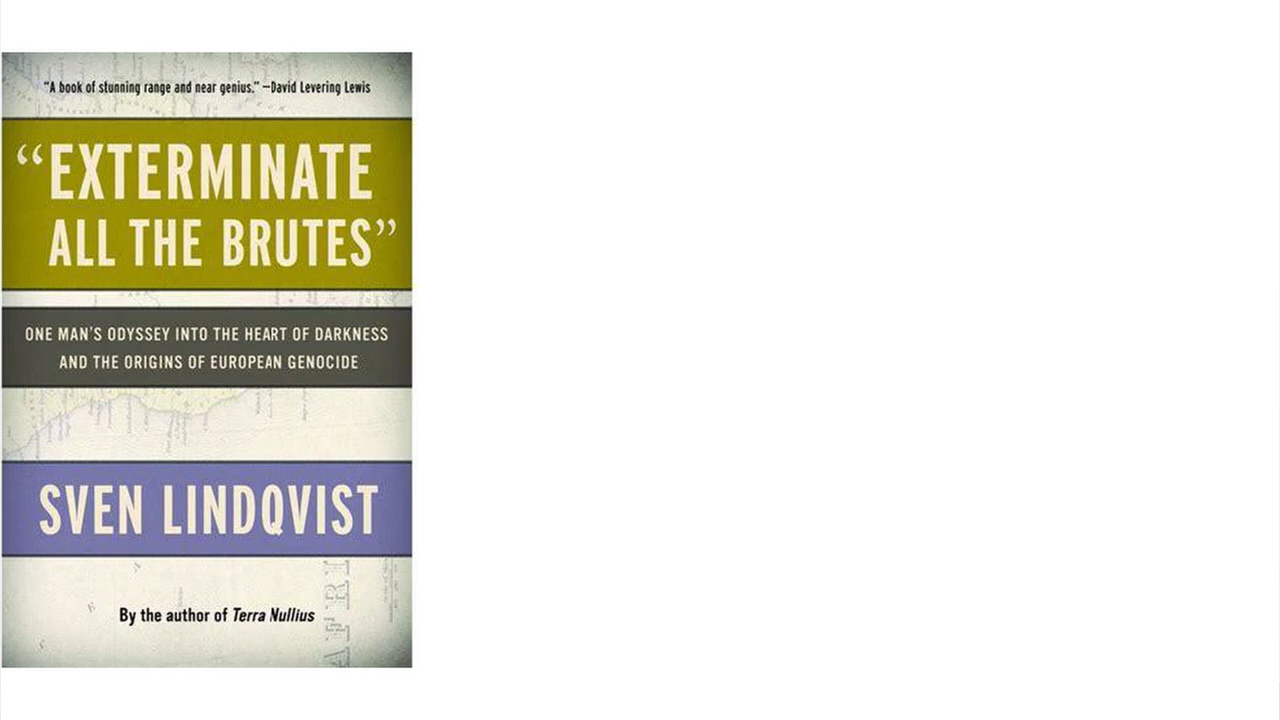 "A book of stunning range and near genius." —David Levering Lewis
"EXTERMINATE
ALL THE BRUTES"
ONE MAN'S ODYSSEY INTO THE HEART OF DARKNESS
AND THE ORIGINS OF EUROPEAN GENOCIDE
SVEN LINDQVIST
By the author of Terra Nullius